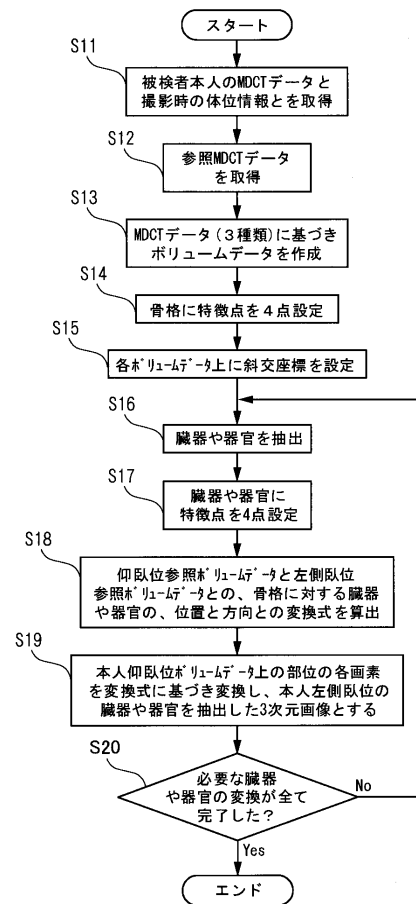 スタート
S11
被検者本人のMDCTデータと
撮影時の体位情報とを取得
S12
参照MDCTデータ
を取得
S13
MDCTデータ(3種類)に基づき
ボリュームデータを作成
S14
骨格に特徴点を4点設定
S15
各ボリュームデータ上に斜交座標を設定
S16
臓器や器官を抽出
S17
臓器や器官に
特徴点を4点設定
S18
仰臥位参照ボリュームデータと左側臥位
参照ボリュームデータとの、骨格に対する臓器
や器官の、位置と方向との変換式を算出
S19
本人仰臥位ボリュームデータ上の部位の各画素
を変換式に基づき変換し、本人左側臥位の
臓器や器官を抽出した3次元画像とする
S20
必要な臓器
や器官の変換が全て
完了した?
No
Yes
エンド